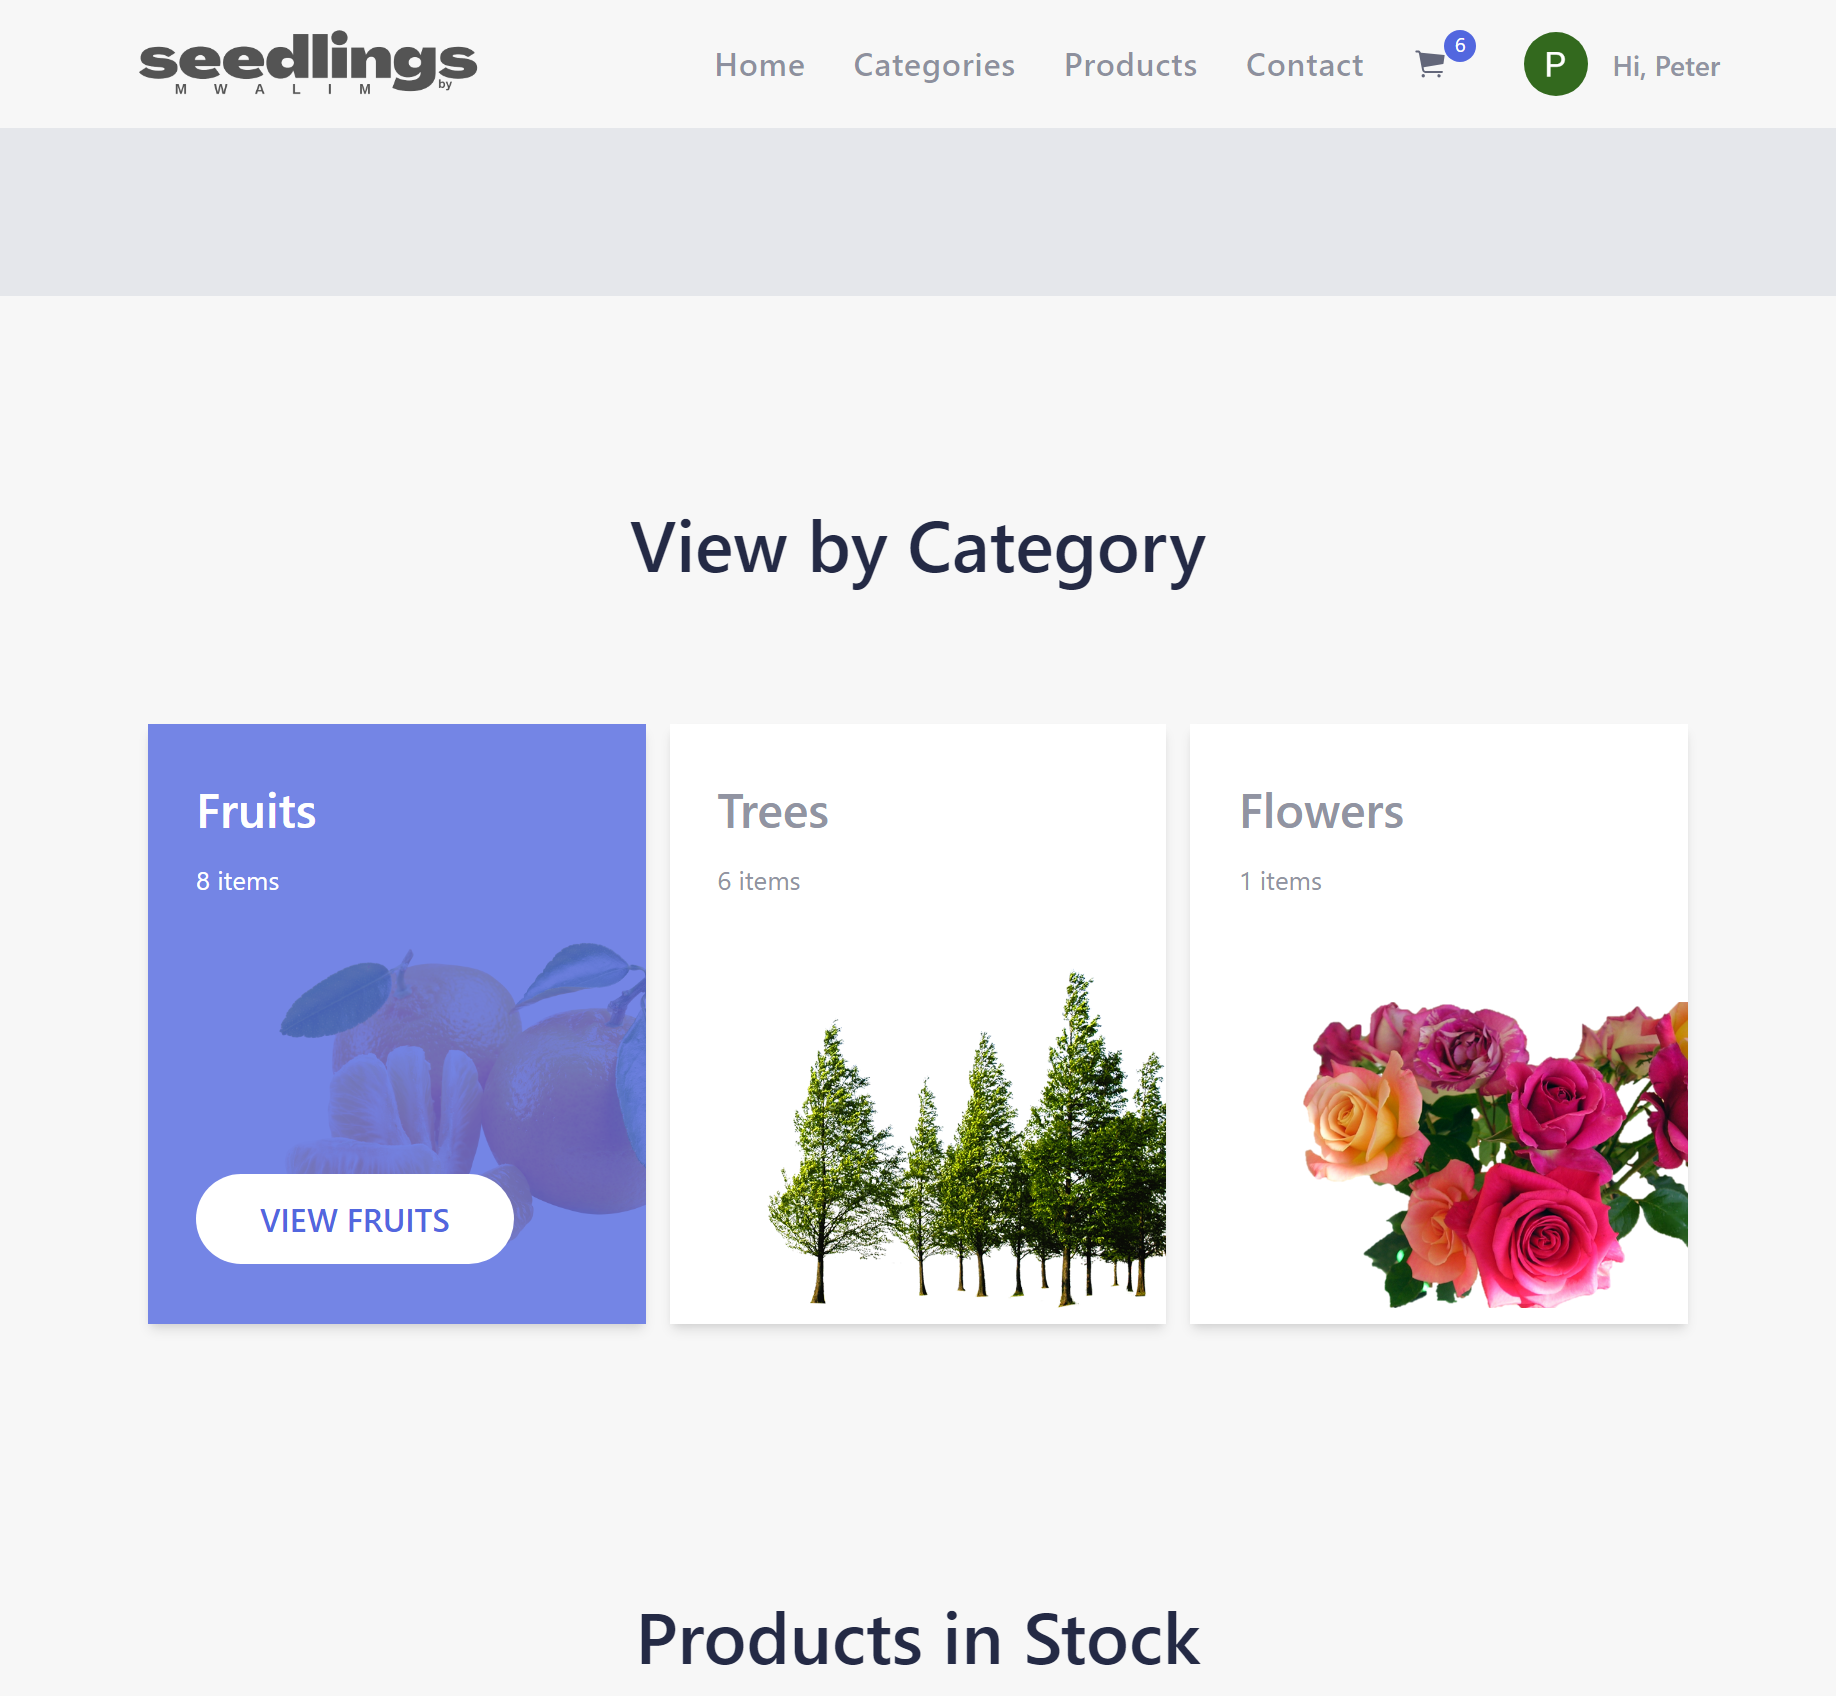 seedlings
by
MWALIM
Home Categories Products Contact 6 P Hi, Peter
View by Category
Fruits
8 items
VIEW FRUITS
Trees
6 items
Flowers
1 items
Products in Stock